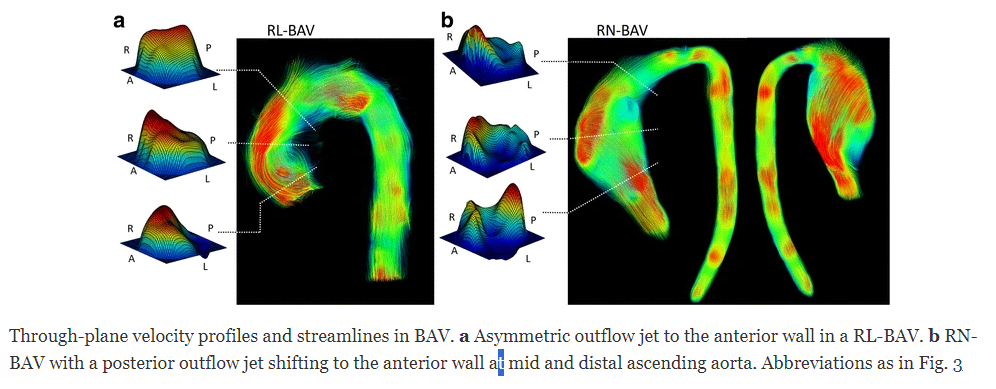 a
b
RL-BAV
RN-BAV
R
P
A
L
R
P
A
L
R
P
A
L
R
P
A
L
R
P
A
L
R
P
A
L
Through-plane velocity profiles and streamlines in BAV. a Asymmetric outflow jet to the anterior wall in a RL-BAV. b RN-
BAV with a posterior outflow jet shifting to the anterior wall at mid and distal ascending aorta. Abbreviations as in Fig. 3